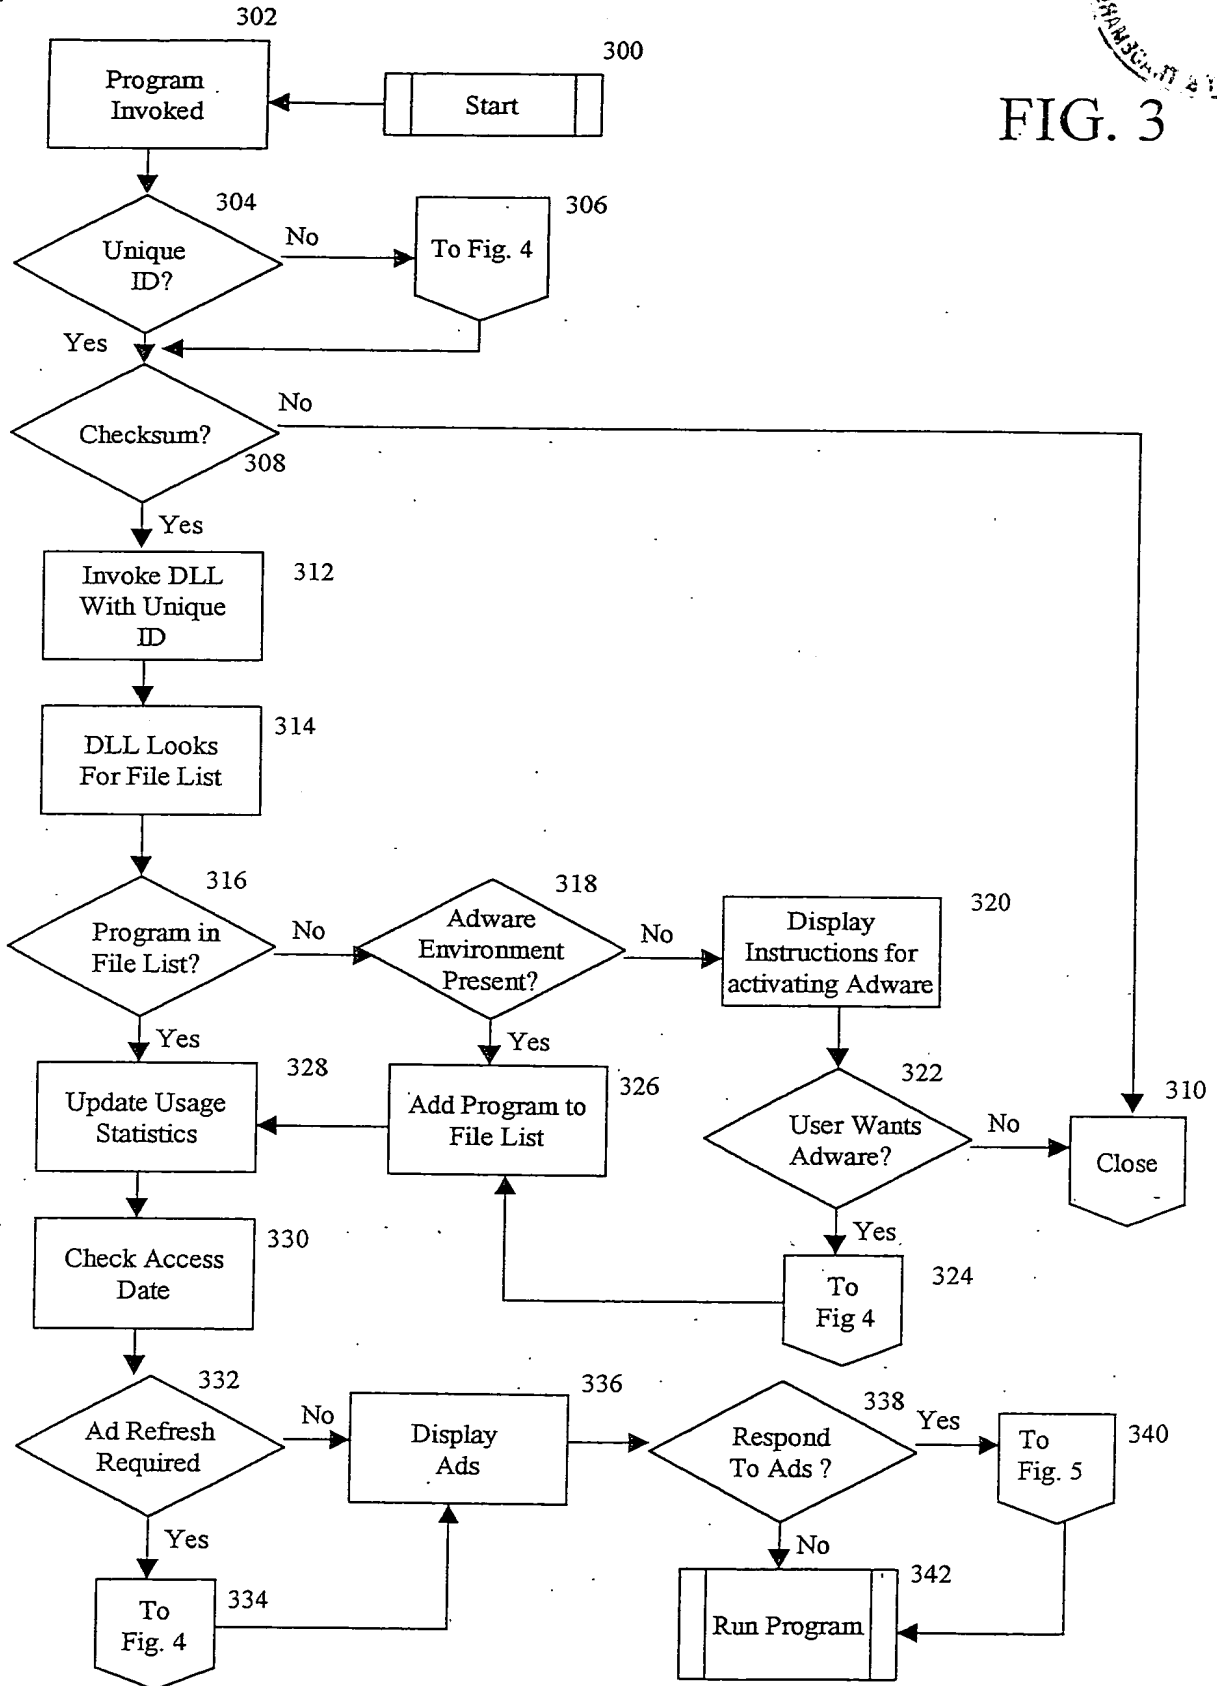 302
300
Program
Invoked
Start
FIG. 3
304
306
Unique
ID?
No
To Fig. 4
Yes
No
Checksum?
308
Yes
Invoke DLL
With Unique
ID
312
314
DLL Looks
For File List
316
318
320
Program in
File List?
No
Adware
Environment
Present?
No
Display
Instructions for
activating Adware
Yes
Yes
328
326
322
310
Update Usage
Statistics
Add Program to
File List
User Wants
Adware?
No
Close
330
Check Access
Date
Yes
324
To
Fig 4
332
336
338
340
Ad Refresh
Required
No
Display
Ads
Respond
To Ads ?
Yes
To
Fig. 5
Yes
No
334
342
To
Fig. 4
Run Program